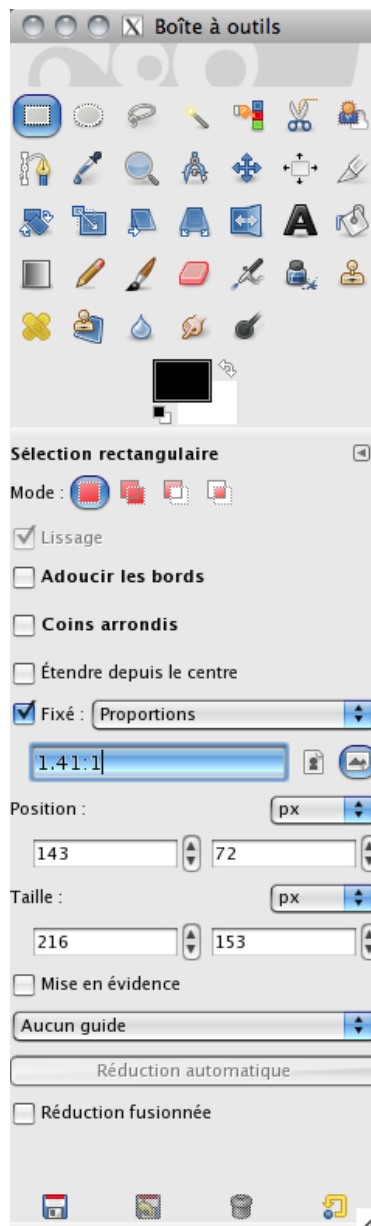 Boîte à outils
Sélection rectangulaire
Mode :
Lissage
Adoucir les bords
Coins arrondis
Étendre depuis le centre
Fixé : Proportions
1.41:1
Position : px
143 72
Taille : px
216 153
Mise en évidence
Aucun guide
Réduction automatique
Réduction fusionnée